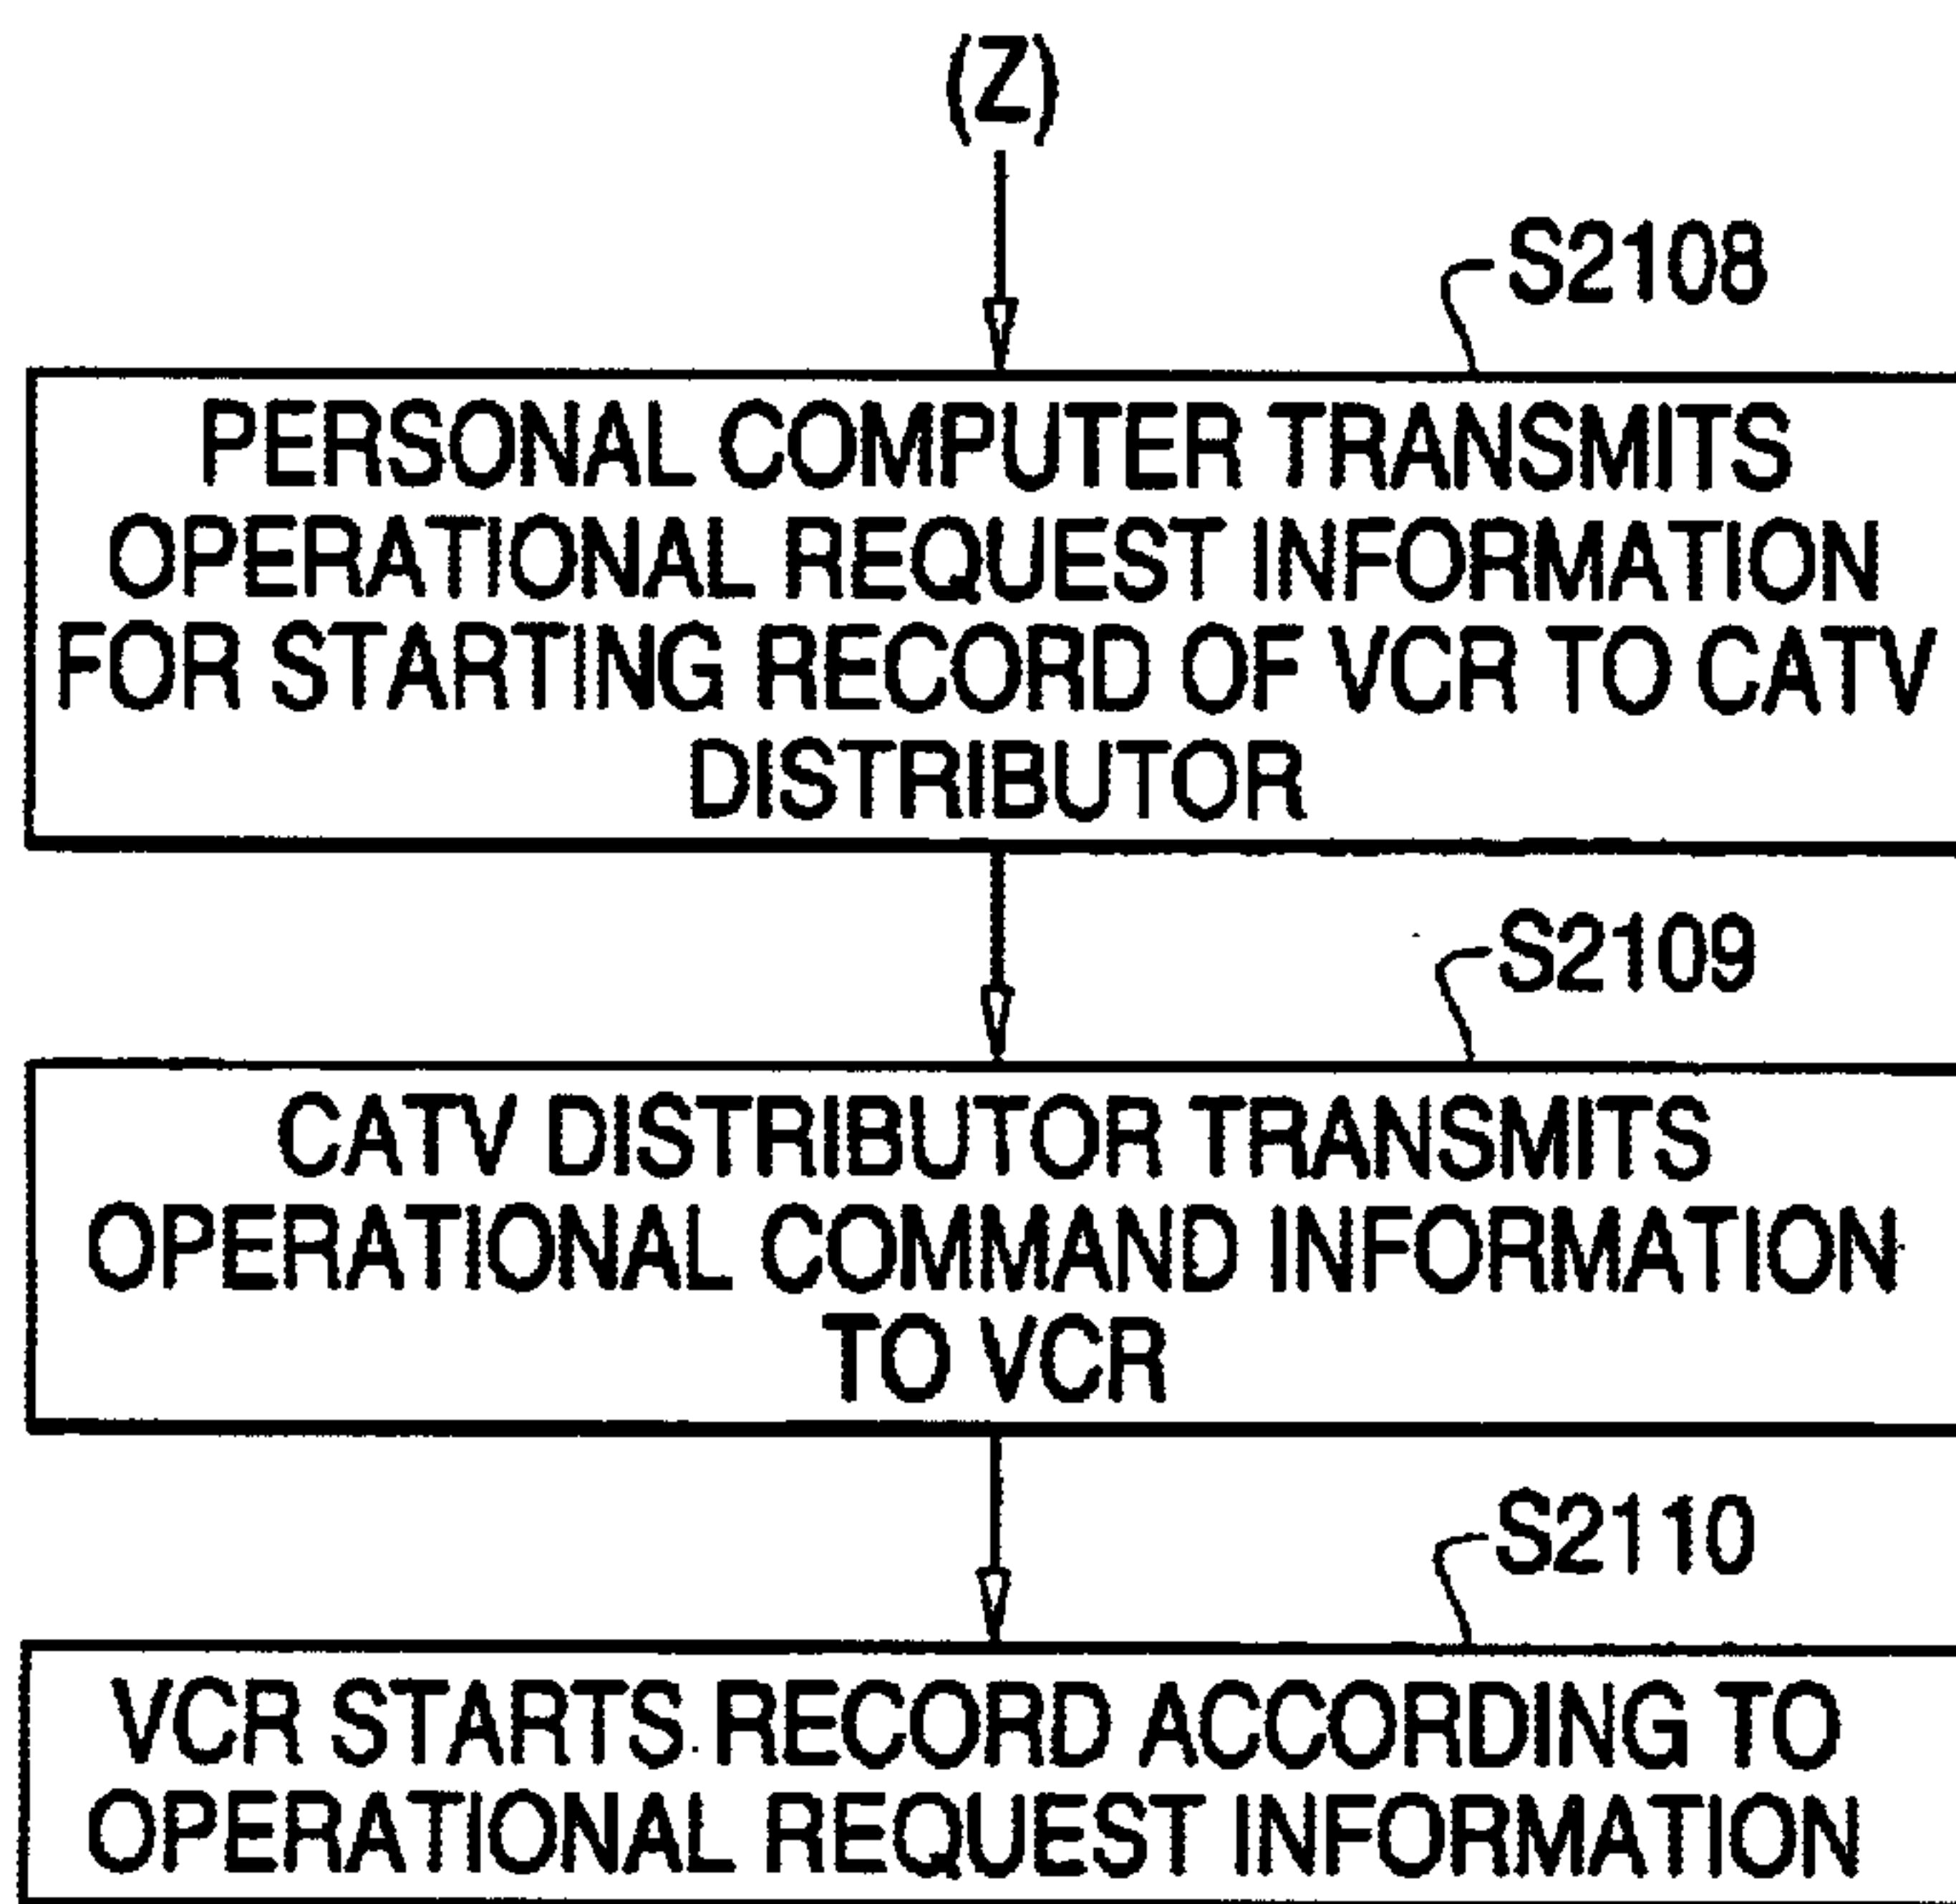 (Z)
S2108
PERSONAL COMPUTER TRANSMITS
OPERATIONAL REQUEST INFORMATION
FOR STARTING RECORD OF VCR TO CATV
DISTRIBUTOR
S2109
CATV DISTRIBUTOR TRANSMITS
OPERATIONAL COMMAND INFORMATION
TO VCR
S2110
VCR STARTS RECORD ACCORDING TO
OPERATIONAL REQUEST INFORMATION